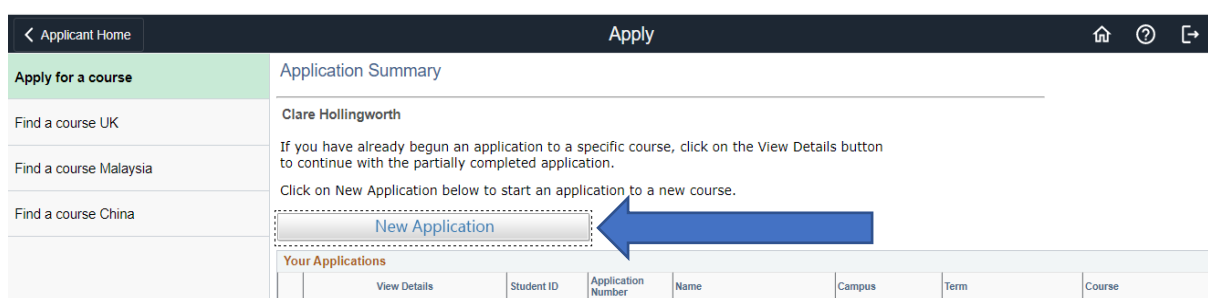 Applicant Home
Apply
Apply for a course
Find a course UK
Find a course Malaysia
Find a course China
Application Summary
Clare Hollingworth
If you have already begun an application to a specific course, click on the View Details button
to continue with the partially completed application.
Click on New Application below to start an application to a new course.
New Application
Your Applications
View Details
Student ID
Application
Number
Name
Campus
Term
Course